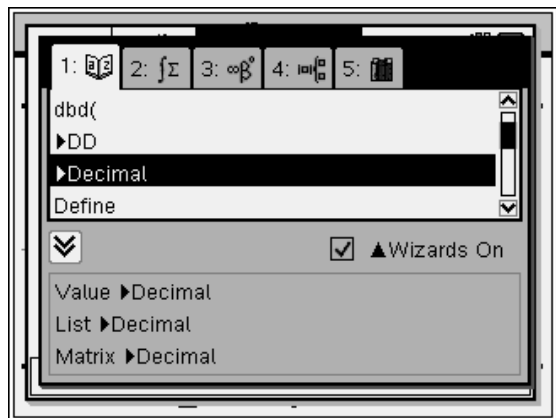 1: 2: ∫Σ 3: ∞β° 4: 5:
dbd(
▶DD
▶Decimal
Define
☑ ▲Wizards On
Value ▶Decimal
List ▶Decimal
Matrix ▶Decimal